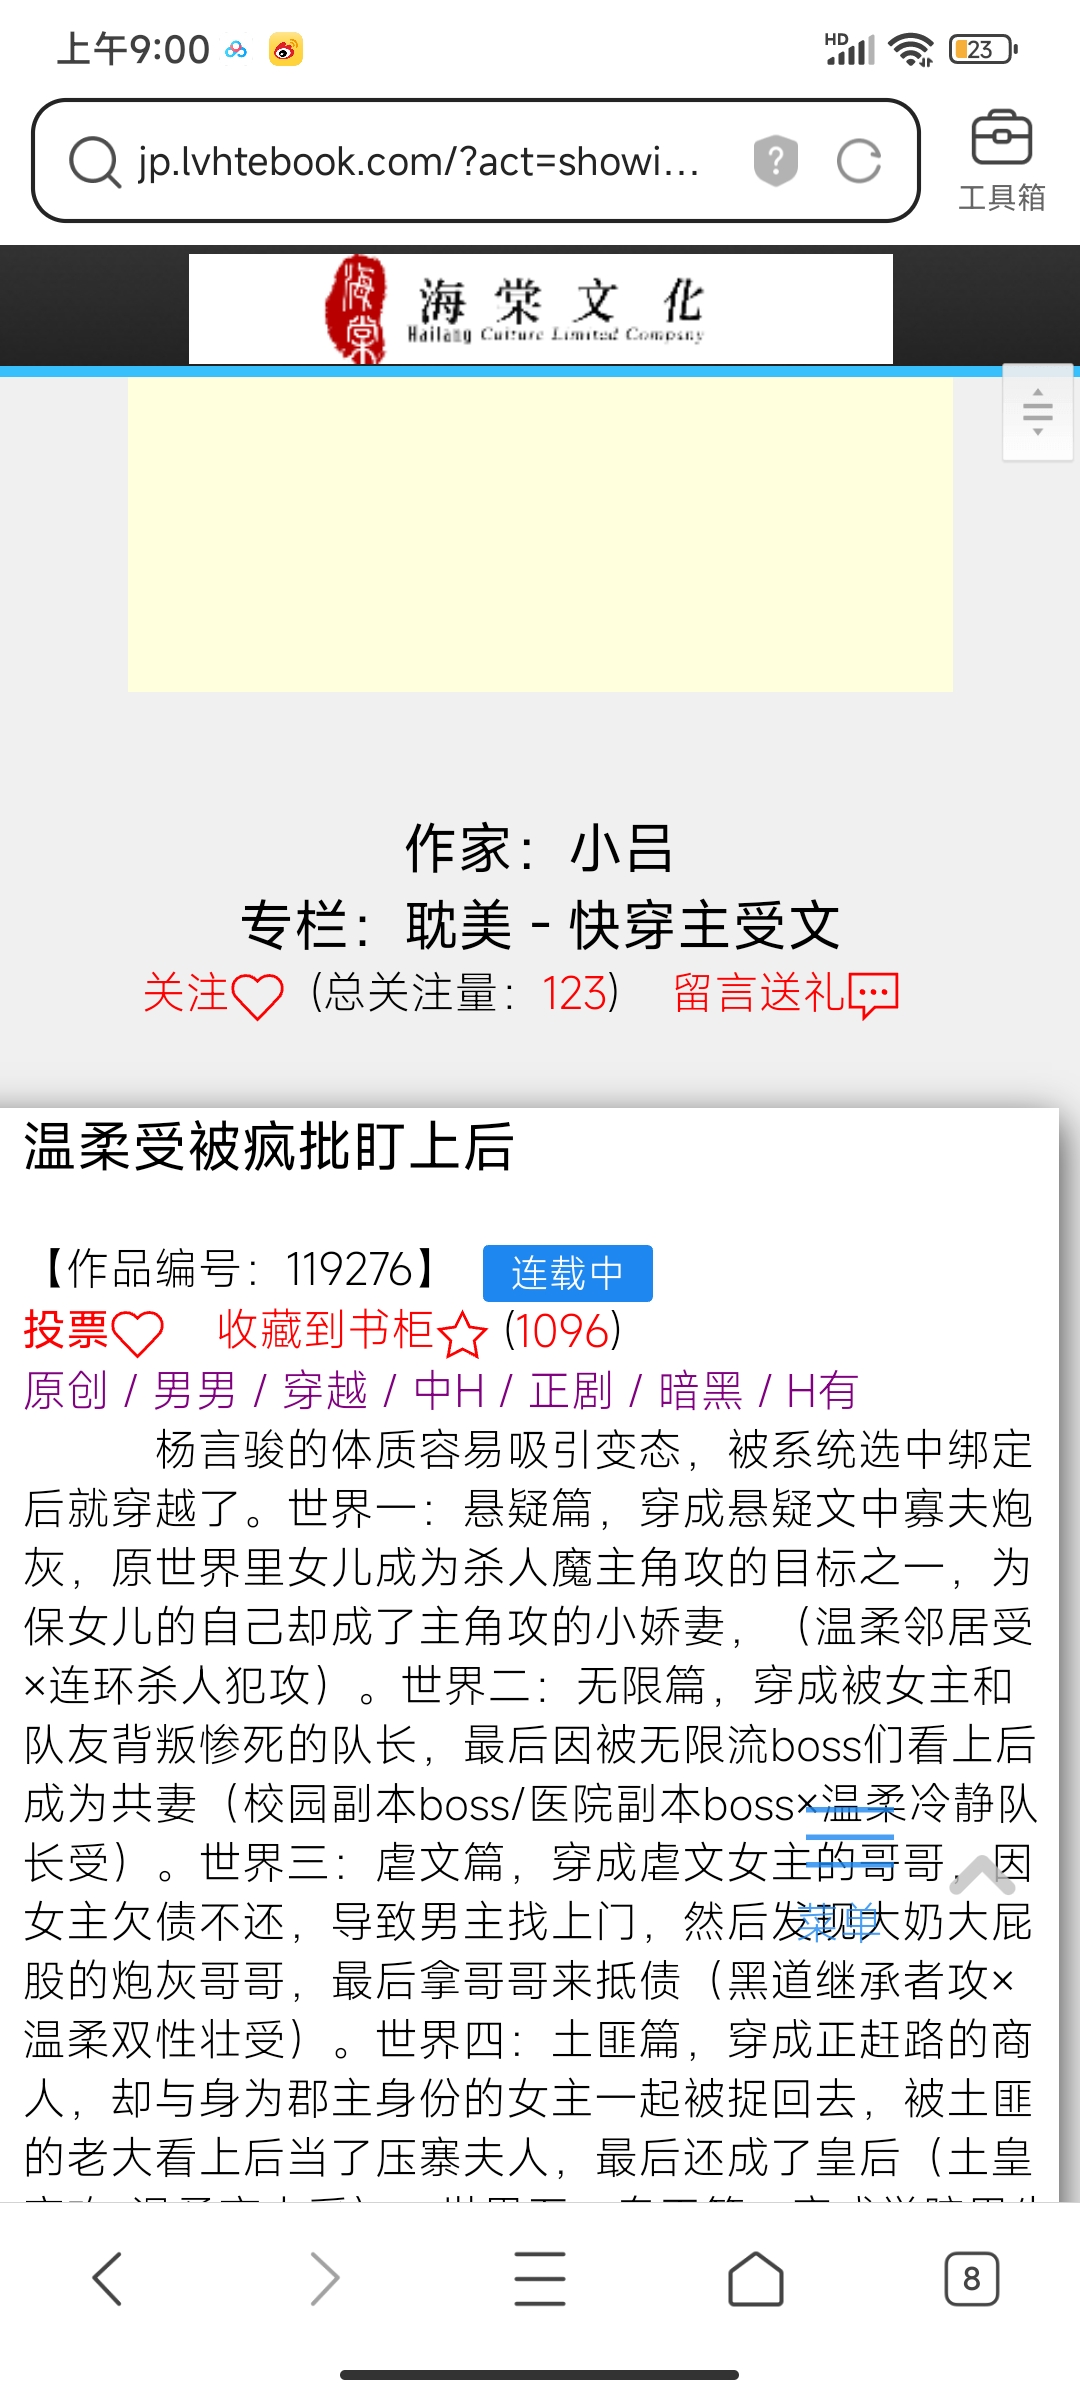 上午9:00
HD
23
jp.lvhtebook.com/?act=showi...
工具箱
海棠
海棠文化
Hailang Culture Limited Company
作家：小吕
专栏：耽美 - 快穿主受文
关注 (总关注量：123) 留言送礼
温柔受被疯批盯上后
【作品编号：119276】 连载中
投票 收藏到书柜 (1096)
原创 / 男男 / 穿越 / 中H / 正剧 / 暗黑 / H有
杨言骏的体质容易吸引变态，被系统选中绑定
后就穿越了。世界一：悬疑篇，穿成悬疑文中寡夫炮
灰，原世界里女儿成为杀人魔主角攻的目标之一，为
保女儿的自己却成了主角攻的小娇妻，（温柔邻居受
×连环杀人犯攻）。世界二：无限篇，穿成被女主和
队友背叛惨死的队长，最后因被无限流boss们看上后
成为共妻（校园副本boss/医院副本boss×温柔冷静队
长受）。世界三：虐文篇，穿成虐文女主的哥哥，因
女主欠债不还，导致男主找上门，然后发现大奶大屁
菜单
股的炮灰哥哥，最后拿哥哥来抵债（黑道继承者攻×
温柔双性壮受）。世界四：土匪篇，穿成正赶路的商
人，却与身为郡主身份的女主一起被捉回去，被土匪
的老大看上后当了压寨夫人，最后还成了皇后（土皇
8